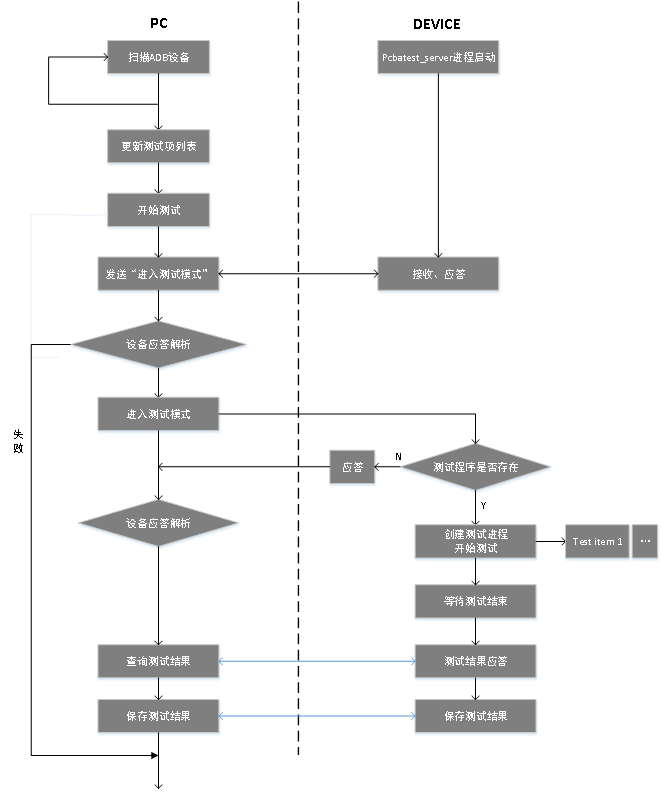 PC
DEVICE
扫描ADB设备
Pcbatest_server进程启动
更新测试项列表
开始测试
发送“进入测试模式”
接收、应答
设备应答解析
进入测试模式
失
败
应答
N
测试程序是否存在
Y
设备应答解析
创建测试进程
开始测试
Test item 1
...
等待测试结束
查询测试结果
测试结果应答
保存测试结果
保存测试结果